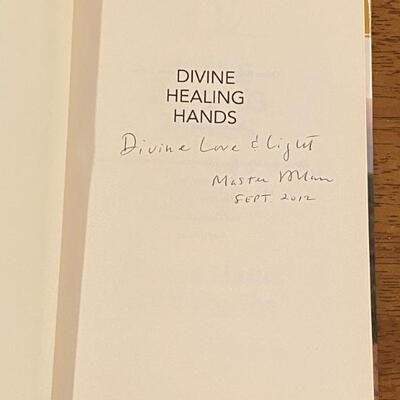 DIVINE
HEALING
HANDS
Divine Love & Light
Master
SEPT. 2012